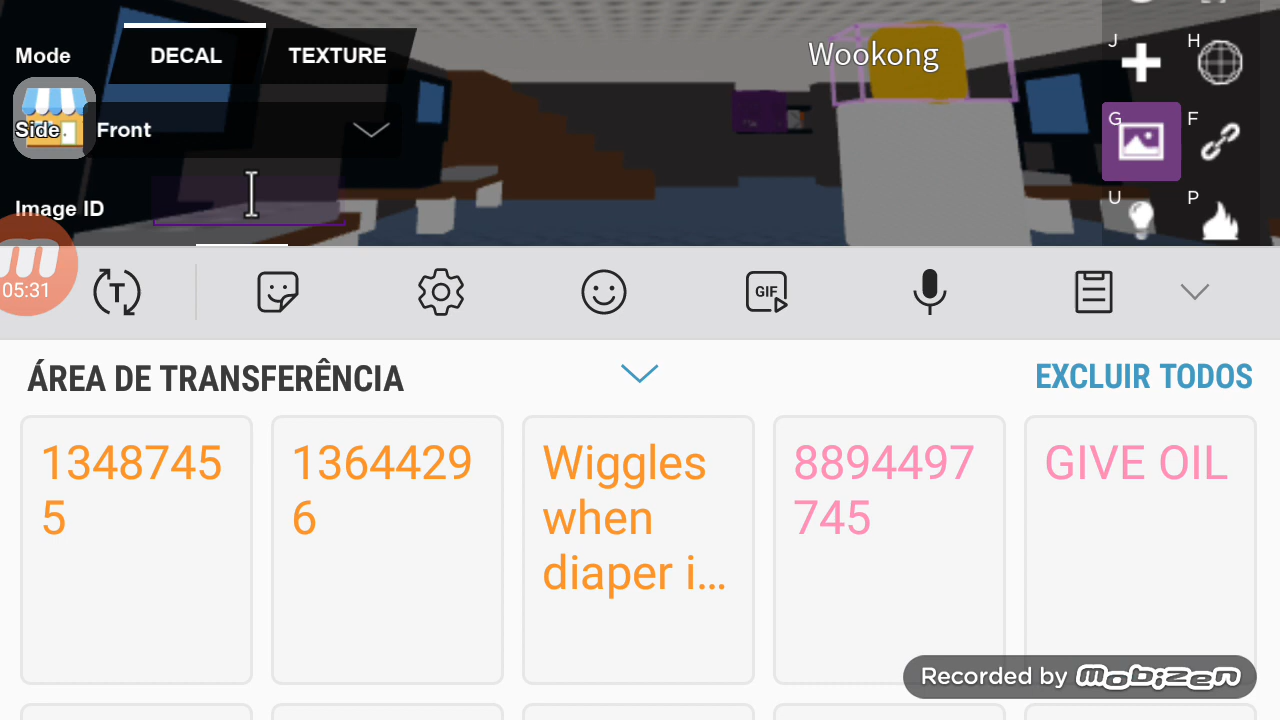 Mode
DECAL
TEXTURE
Wookong
J
H
Side
Front
G
F
Image ID
U
P
m
05:31
T
GIF
ÁREA DE TRANSFERÊNCIA
EXCLUIR TODOS
1348745
5
1364429
6
Wiggles
when
diaper i...
8894497
745
GIVE OIL
Recorded by mobizen